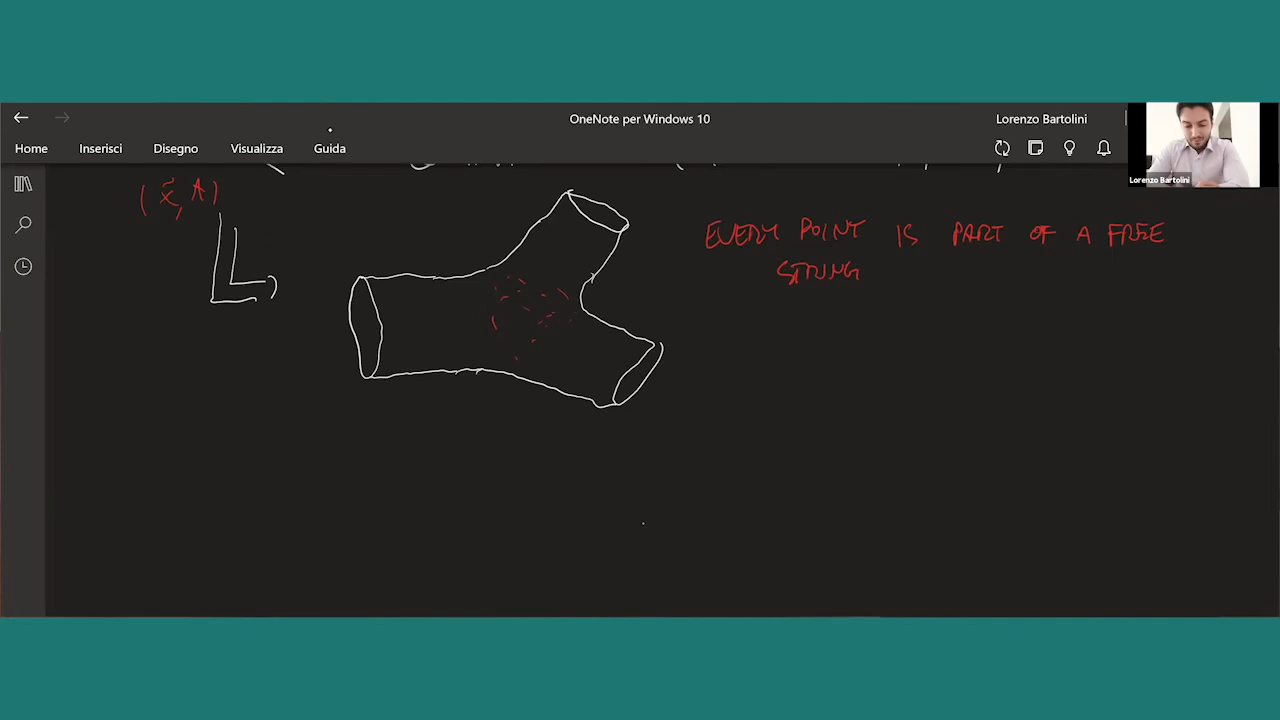 OneNote per Windows 10
Lorenzo Bartolini
Home Inserisci Disegno Visualizza Guida
Lorenzo Bartolini
EVERY POINT IS PART OF A FREE
STRING